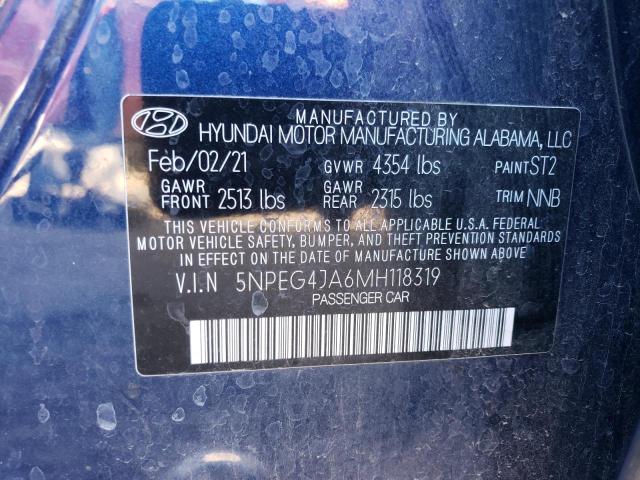 MANUFACTURED BY
HYUNDAI MOTOR MANUFACTURING ALABAMA, LLC
Feb/02/21 GVWR 4354 lbs PAINT ST2
GAWR FRONT 2513 lbs GAWR REAR 2315 lbs TRIM NNB
THIS VEHICLE CONFORMS TO ALL APPLICABLE U.S.A. FEDERAL
MOTOR VEHICLE SAFETY, BUMPER, AND THEFT PREVENTION STANDARDS
IN EFFECT ON THE DATE OF MANUFACTURE SHOWN ABOVE.
V.I.N 5NPEG4JA6MH118319
PASSENGER CAR